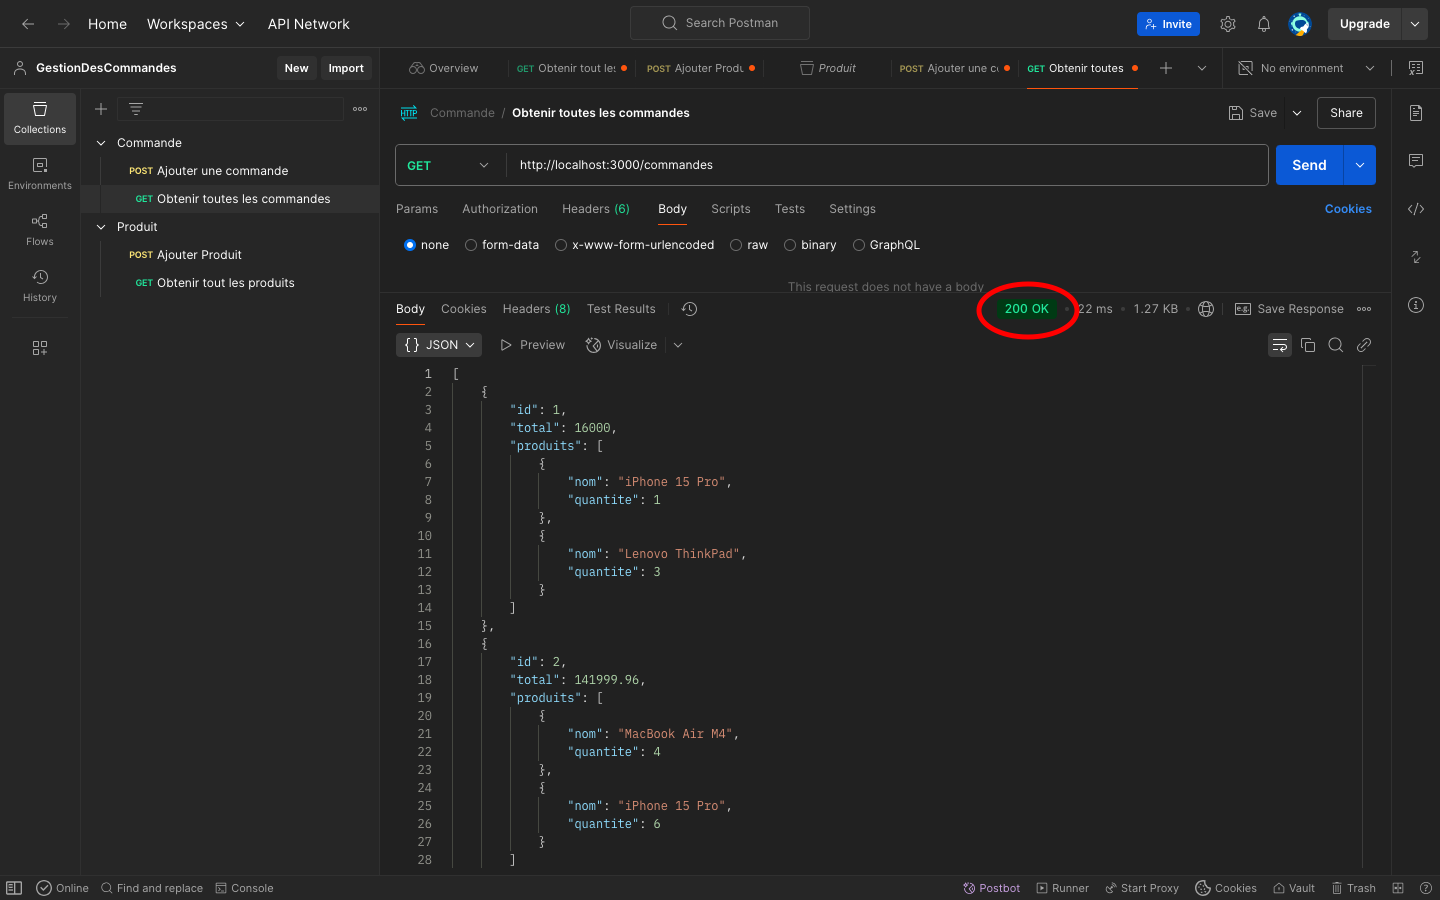 Home Workspaces API Network Search Postman Invite Upgrade
GestionDesCommandes New Import Overview GET Obtenir tout les POST Ajouter Produ Produit POST Ajouter une co GET Obtenir toutes No environment
Collections
Environments
Flows
History
Commande
POST Ajouter une commande
GET Obtenir toutes les commandes
Produit
POST Ajouter Produit
GET Obtenir tout les produits
HTTP Commande / Obtenir toutes les commandes Save Share
GET http://localhost:3000/commandes Send
Params Authorization Headers (6) Body Scripts Tests Settings Cookies
none form-data x-www-form-urlencoded raw binary GraphQL
This request does not have a body
Body Cookies Headers (8) Test Results 200 OK 22 ms 1.27 KB e.g. Save Response
{} JSON Preview Visualize
1 [
2 {
3 "id": 1,
4 "total": 16000,
5 "produits": [
6 {
7 "nom": "iPhone 15 Pro",
8 "quantite": 1
9 },
10 {
11 "nom": "Lenovo ThinkPad",
12 "quantite": 3
13 }
14 ]
15 },
16 {
17 "id": 2,
18 "total": 141999.96,
19 "produits": [
20 {
21 "nom": "MacBook Air M4",
22 "quantite": 4
23 },
24 {
25 "nom": "iPhone 15 Pro",
26 "quantite": 6
27 }
28 ]
Online Find and replace Console Postbot Runner Start Proxy Cookies Vault Trash